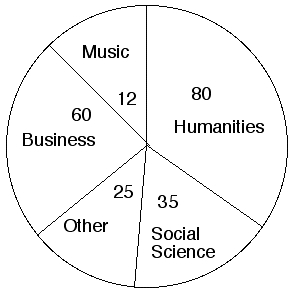 Music
12
80
Humanities
60
Business
25
Other
35
Social
Science